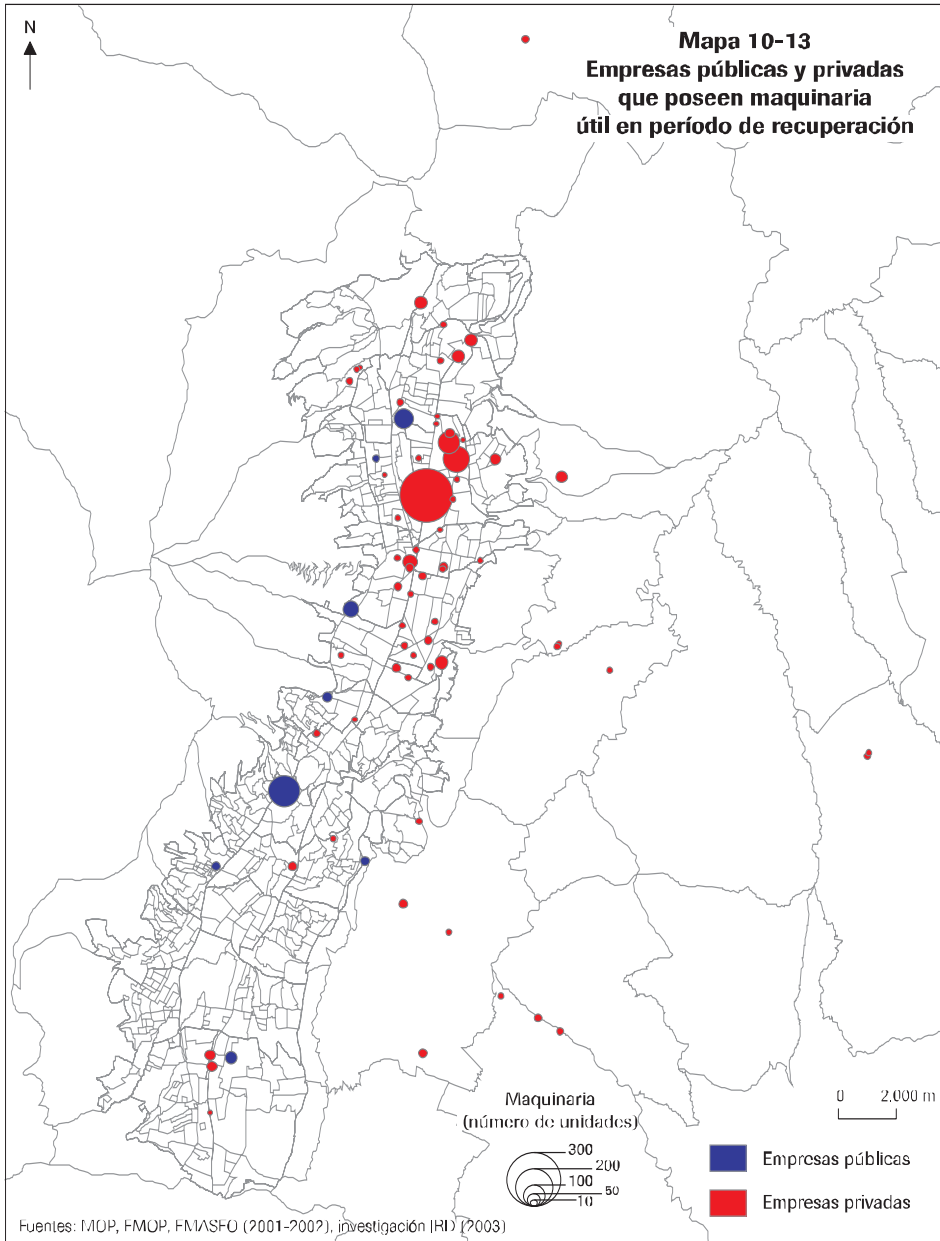 N
Mapa 10-13
Empresas públicas y privadas
que poseen maquinaria
útil en período de recuperación
Maquinaria
(número de unidades)
300
200
100
50
10
0 2,000 m
Empresas públicas
Empresas privadas
Fuentes: MOP, EMOP, EMASEO (2001-2002), investigación IRD (2003)